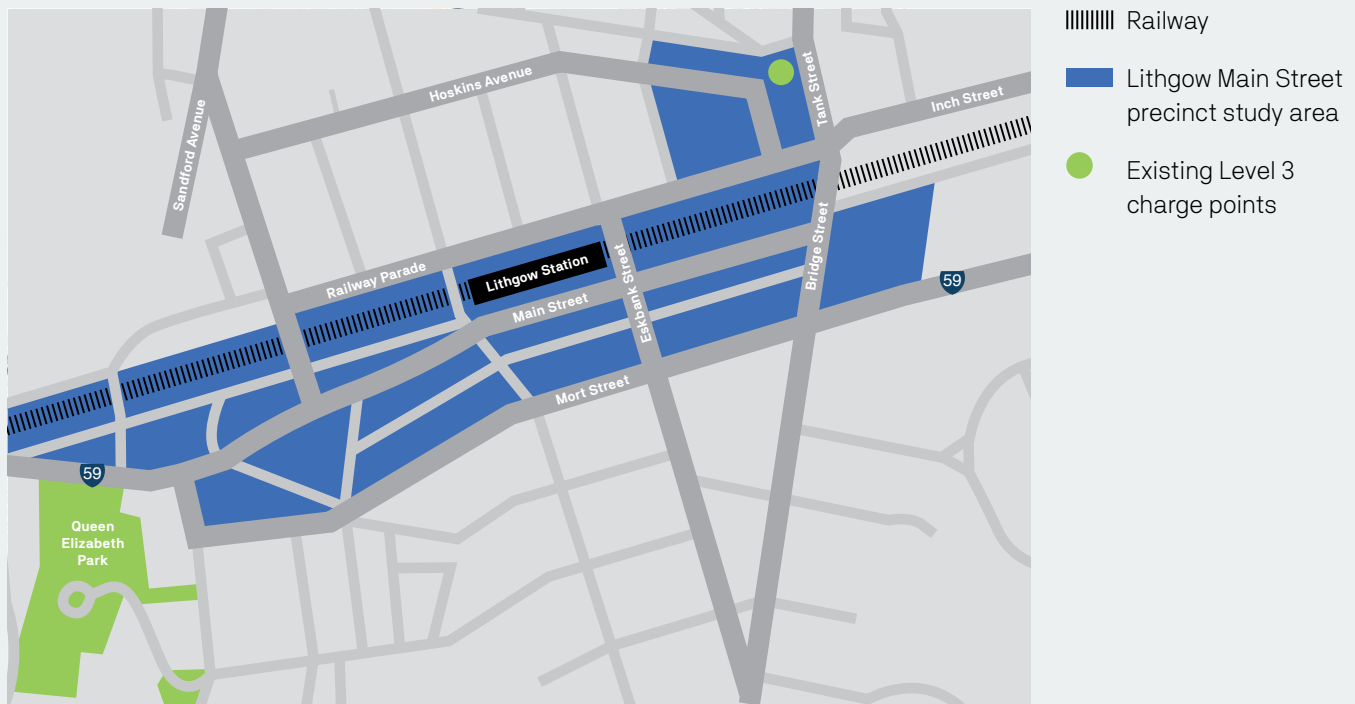 Sandford Avenue
Hoskins Avenue
Tank Street
Inch Street
Railway Parade
Lithgow Station
Main Street
Eskbank Street
Bridge Street
59
Mort Street
59
Queen
Elizabeth
Park
Railway
Lithgow Main Street
precinct study area
Existing Level 3
charge points